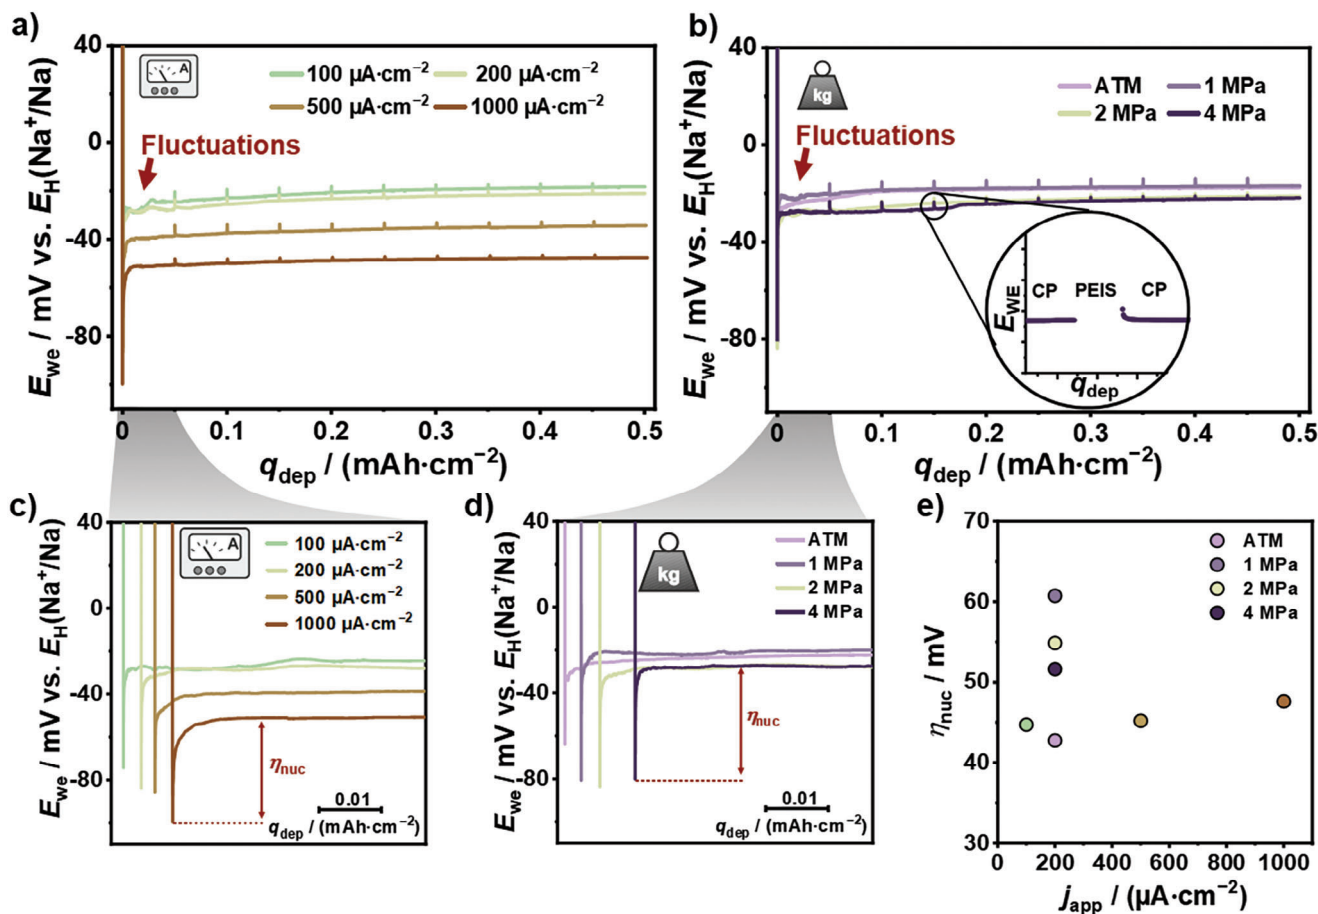 a)
40
0
-40
-80
E_we / mV vs. E_H(Na⁺/Na)
A
100 µA·cm⁻²
200 µA·cm⁻²
500 µA·cm⁻²
1000 µA·cm⁻²
Fluctuations
0 0.1 0.2 0.3 0.4 0.5
q_dep / (mAh·cm⁻²)
b)
40
0
-40
-80
E_we / mV vs. E_H(Na⁺/Na)
kg
ATM
1 MPa
2 MPa
4 MPa
Fluctuations
E_WE
CP PEIS CP
q_dep
0 0.1 0.2 0.3 0.4 0.5
q_dep / (mAh·cm⁻²)
c)
40
0
-40
-80
E_we / mV vs. E_H(Na⁺/Na)
A
100 µA·cm⁻²
200 µA·cm⁻²
500 µA·cm⁻²
1000 µA·cm⁻²
η_nuc
0.01
q_dep / (mAh·cm⁻²)
d)
40
0
-40
-80
E_we / mV vs. E_H(Na⁺/Na)
kg
ATM
1 MPa
2 MPa
4 MPa
η_nuc
0.01
q_dep / (mAh·cm⁻²)
e)
70
60
50
40
30
η_nuc / mV
ATM
1 MPa
2 MPa
4 MPa
0 200 400 600 800 1000
j_app / (µA·cm⁻²)